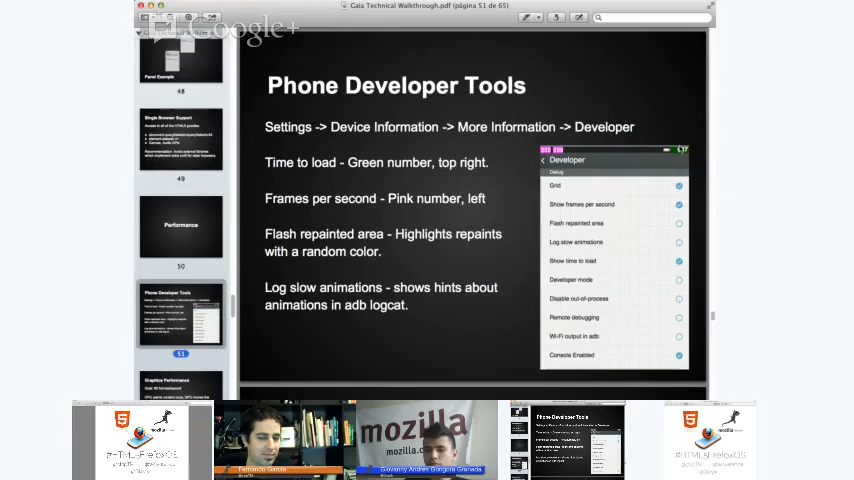 Gaia Technical Walkthrough.pdf (página 51 de 65)
Google+
Panel Example
48
Single Browser Support
49
Performance
50
Phone Developer Tools
51
Graphics Performance
Phone Developer Tools
Settings -> Device Information -> More Information -> Developer
Time to load - Green number, top right.
Frames per second - Pink number, left
Flash repainted area - Highlights repaints
with a random color.
Log slow animations - shows hints about
animations in adb logcat.
Developer
Debug
Grid
Show frames per second
Flash repainted area
Log slow animations
Show time to load
Developer mode
Disable out-of-process
Remote debugging
Wi-Fi output in adb
Console Enabled
#HTML5FirefoxOS
Fernando García
mozilla
Giovanny Andres Gongora Granada
Phone Developer Tools
#HTML5FirefoxOS